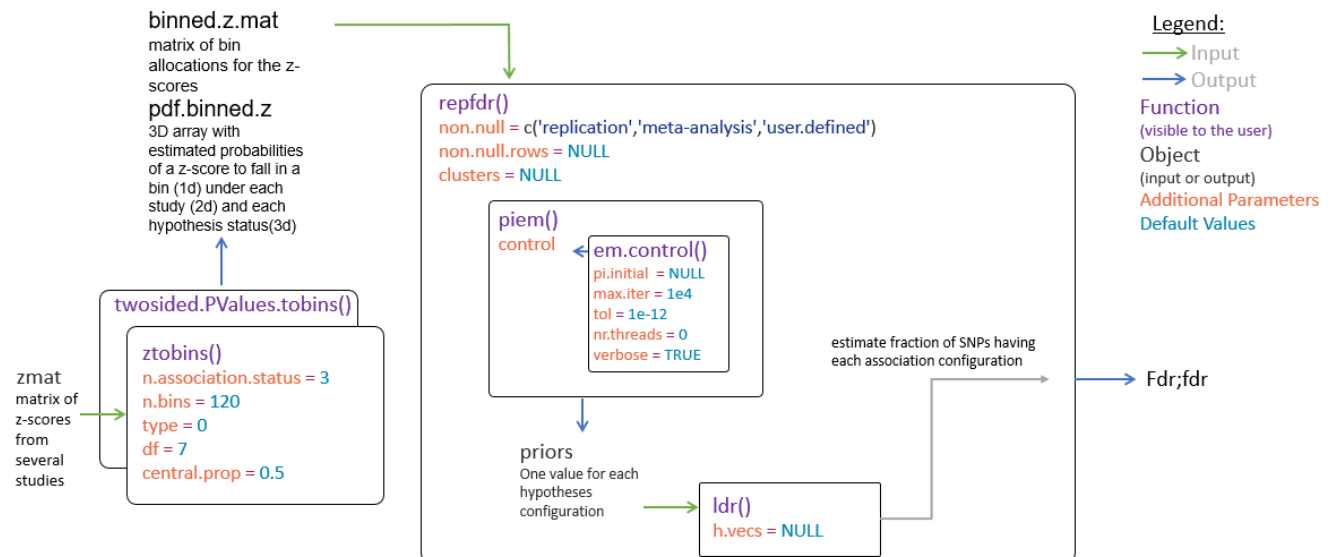 binned.z.mat
matrix of bin
allocations for the z-
scores
pdf.binned.z
3D array with
estimated probabilities
of a z-score to fall in a
bin (1d) under each
study (2d) and each
hypothesis status(3d)
twosided.PValues.tobins()
ztobins()
n.association.status = 3
n.bins = 120
type = 0
df = 7
central.prop = 0.5
zmat
matrix of
z-scores
from
several
studies
repfdr()
non.null = c('replication','meta-analysis','user.defined')
non.null.rows = NULL
clusters = NULL
piem()
control
em.control()
pi.initial = NULL
max.iter = 1e4
tol = 1e-12
nr.threads = 0
verbose = TRUE
priors
One value for each
hypotheses
configuration
ldr()
h.vecs = NULL
estimate fraction of SNPs having
each association configuration
Fdr;fdr
Legend:
Input
Output
Function
(visible to the user)
Object
(input or output)
Additional Parameters
Default Values